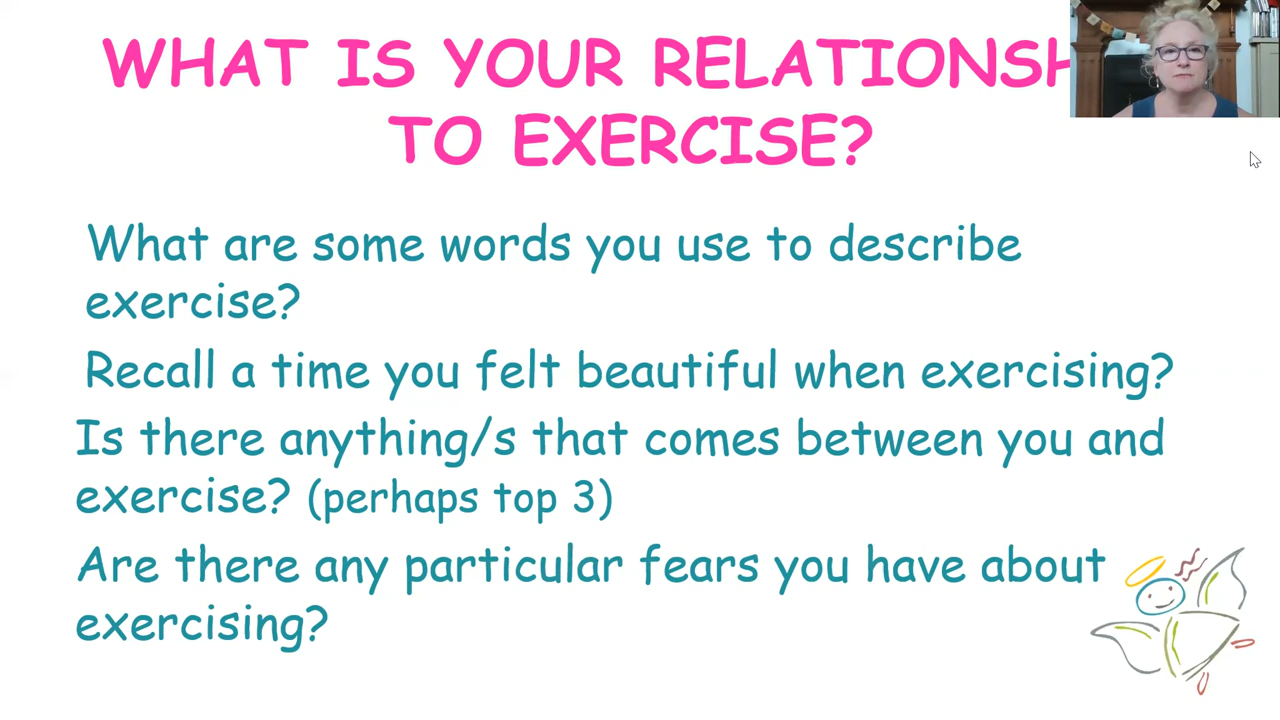 WHAT IS YOUR RELATIONSH
TO EXERCISE?
What are some words you use to describe
exercise?
Recall a time you felt beautiful when exercising?
Is there anything/s that comes between you and
exercise? (perhaps top 3)
Are there any particular fears you have about
exercising?